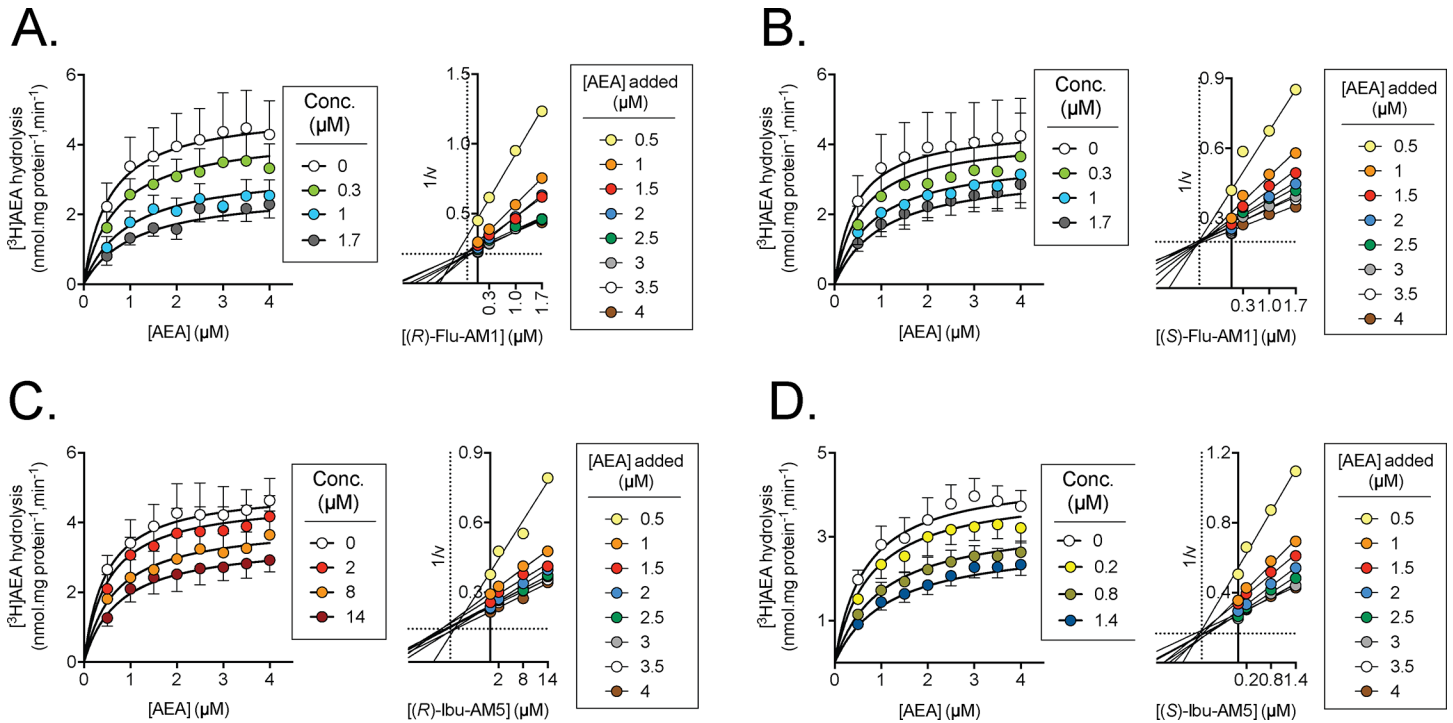 A.
[³H]AEA hydrolysis
(nmol.mg protein⁻¹,min⁻¹)
6
4
2
0
0 1 2 3 4
[AEA] (µM)
Conc.
(µM)
0
0.3
1
1.7
1/v
1.5
1.0
0.5
0.3
1.0
1.7
[(R)-Flu-AM1] (µM)
[AEA] added
(µM)
0.5
1
1.5
2
2.5
3
3.5
4
B.
[³H]AEA hydrolysis
(nmol.mg protein⁻¹,min⁻¹)
6
4
2
0
0 1 2 3 4
[AEA] (µM)
Conc.
(µM)
0
0.3
1
1.7
1/v
0.9
0.6
0.3
0.3 1.0 1.7
[(S)-Flu-AM1] (µM)
[AEA] added
(µM)
0.5
1
1.5
2
2.5
3
3.5
4
C.
[³H]AEA hydrolysis
(nmol.mg protein⁻¹,min⁻¹)
6
4
2
0
0 1 2 3 4
[AEA] (µM)
Conc.
(µM)
0
2
8
14
1/v
0.9
0.6
0.3
2 8 14
[(R)-Ibu-AM5] (µM)
[AEA] added
(µM)
0.5
1
1.5
2
2.5
3
3.5
4
D.
[³H]AEA hydrolysis
(nmol.mg protein⁻¹,min⁻¹)
5
3
1
0 1 2 3 4
[AEA] (µM)
Conc.
(µM)
0
0.2
0.8
1.4
1/v
1.2
0.8
0.4
0.2 0.8 1.4
[(S)-Ibu-AM5] (µM)
[AEA] added
(µM)
0.5
1
1.5
2
2.5
3
3.5
4